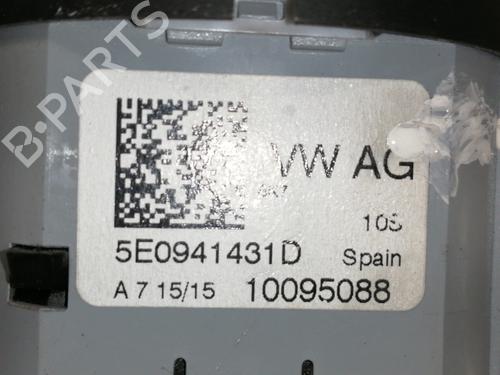 B-PARTS
VW AG
10S
5E0941431D Spain
A 7 15/15 10095088